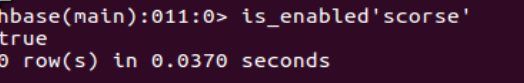 hbase(main):011:0> is_enabled'scorse'
true
0 row(s) in 0.0370 seconds